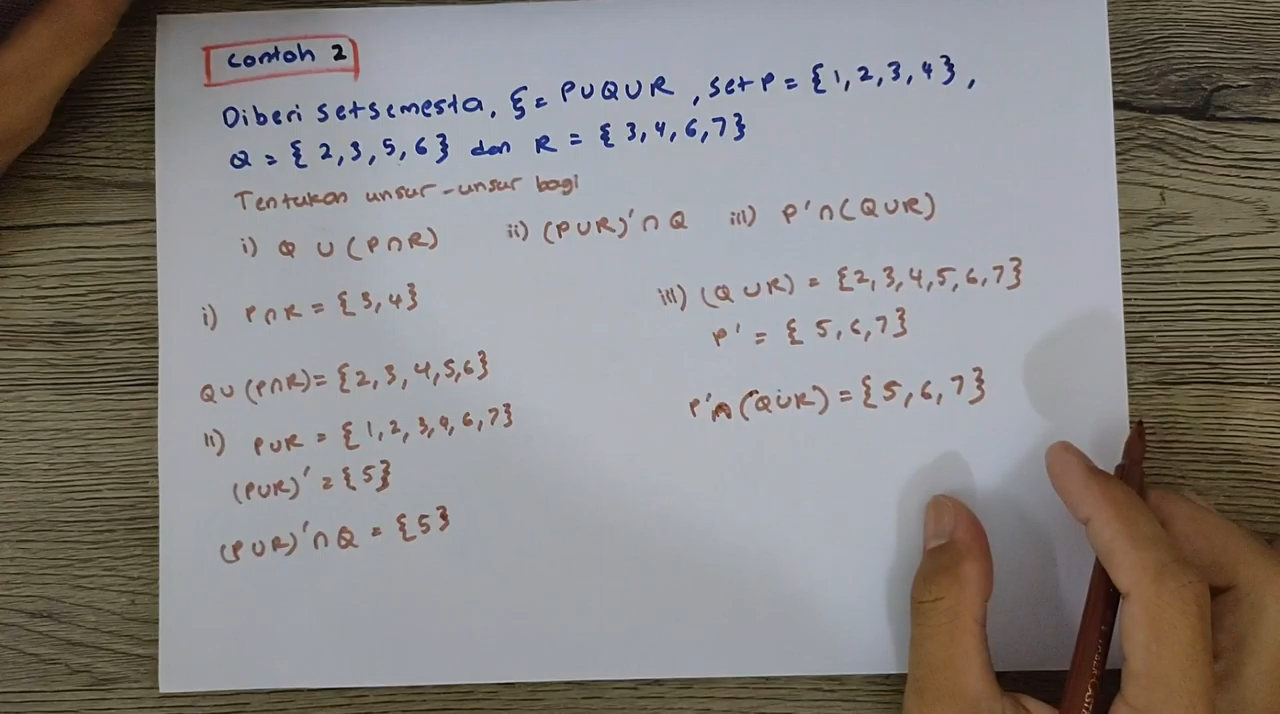 Contoh 2
Diberi set semesta, ξ = P∪Q∪R, set P = {1,2,3,4},
Q = {2,3,5,6} dan R = {3,4,6,7}
Tentukan unsur-unsur bagi
i) Q ∪ (P∩R) ii) (P∪R)'∩Q iii) P'∩(Q∪R)
i) P∩R = {3,4}
Q∪(P∩R) = {2,3,4,5,6}
ii) P∪R = {1,2,3,4,6,7}
(P∪R)' = {5}
(P∪R)'∩Q = {5}
iii) (Q∪R) = {2,3,4,5,6,7}
P' = {5,6,7}
P'∩(Q∪R) = {5,6,7}